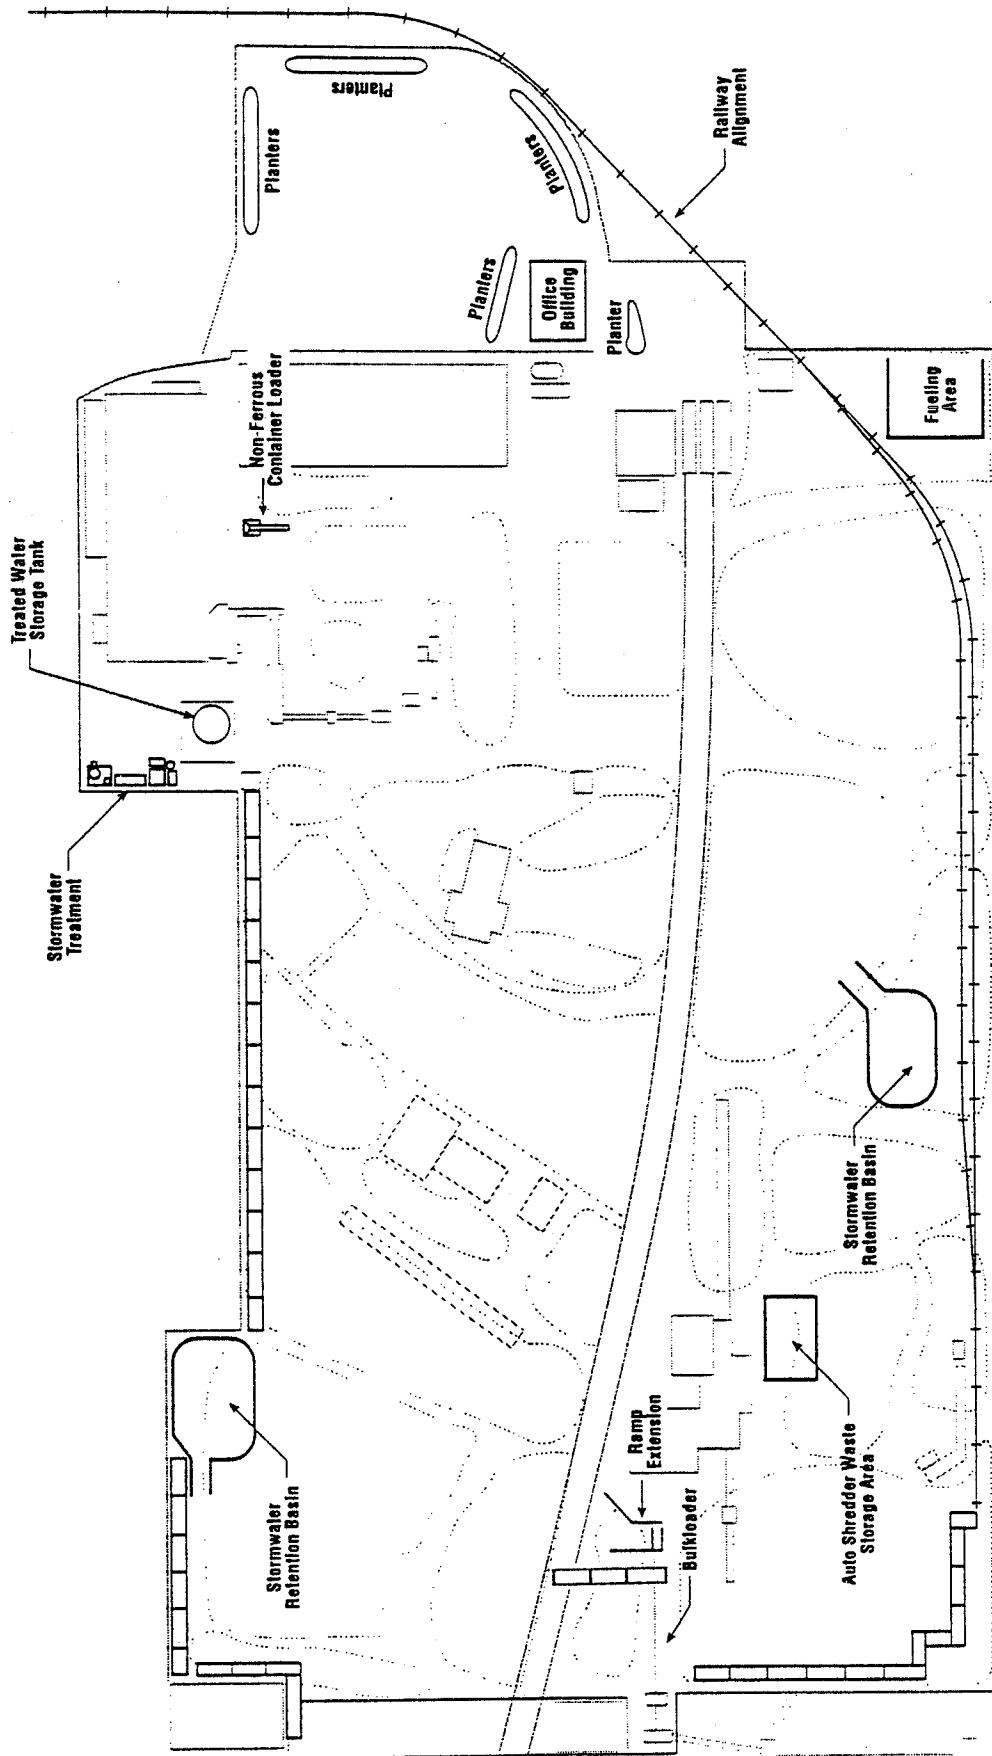 Planters
Planters
Planters
Railway
Alignment
Planters
Office
Building
Planter
Non-Ferrous
Container Loader
Fueling
Area
Treated Water
Storage Tank
Stormwater
Treatment
Stormwater
Retention Basin
Ramp
Extension
Stormwater
Retention Basin
Bulkloader
Auto Shredder Waste
Storage Area